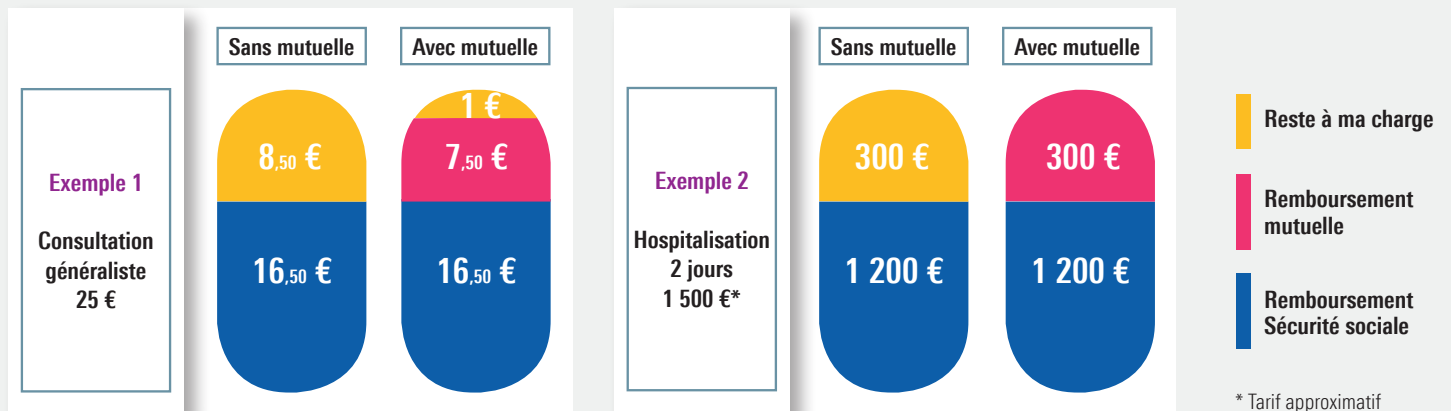 Sans mutuelle
Avec mutuelle
Exemple 1
Consultation
généraliste
25 €
8,50 €
16,50 €
1 €
7,50 €
16,50 €
Sans mutuelle
Avec mutuelle
Exemple 2
Hospitalisation
2 jours
1 500 €*
300 €
1 200 €
300 €
1 200 €
Reste à ma charge
Remboursement
mutuelle
Remboursement
Sécurité sociale
* Tarif approximatif